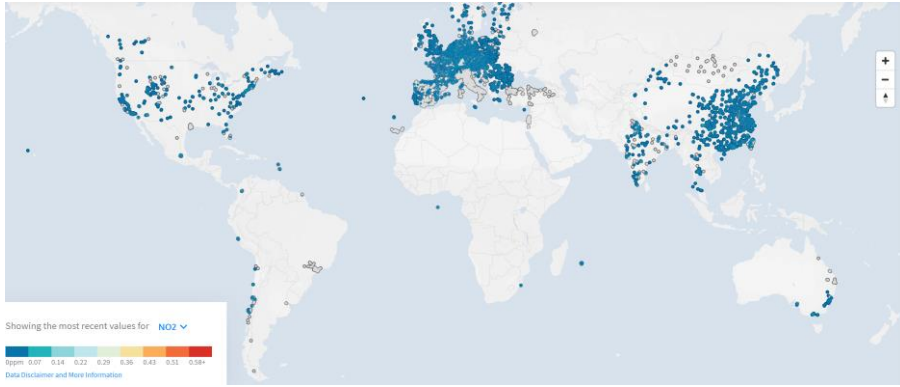 +
−
Showing the most recent values for NO2
0ppm 0.07 0.14 0.22 0.29 0.36 0.43 0.51 0.58+
Data Disclaimer and More Information